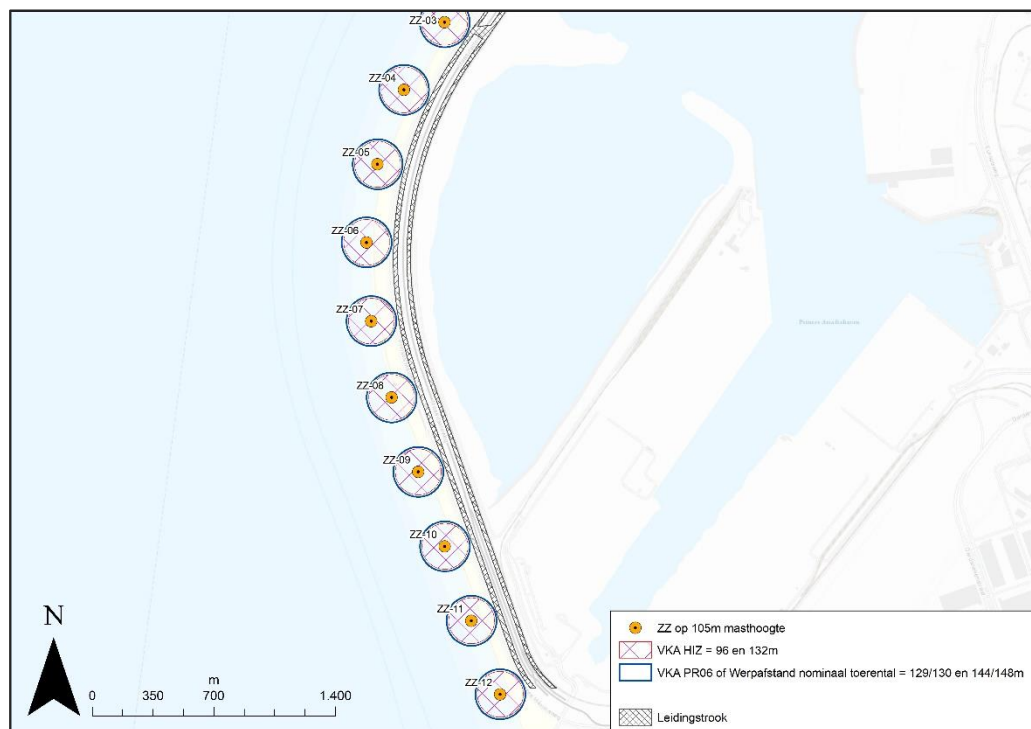 ZZ-03
ZZ-04
ZZ-05
ZZ-06
ZZ-07
ZZ-08
ZZ-09
ZZ-10
ZZ-11
ZZ-12
N
m
0 350 700 1.400
ZZ op 105m masthoogte
VKA HIZ = 96 en 132m
VKA PR06 of Werpafstand nominaal toerental = 129/130 en 144/148m
Leidingstrook